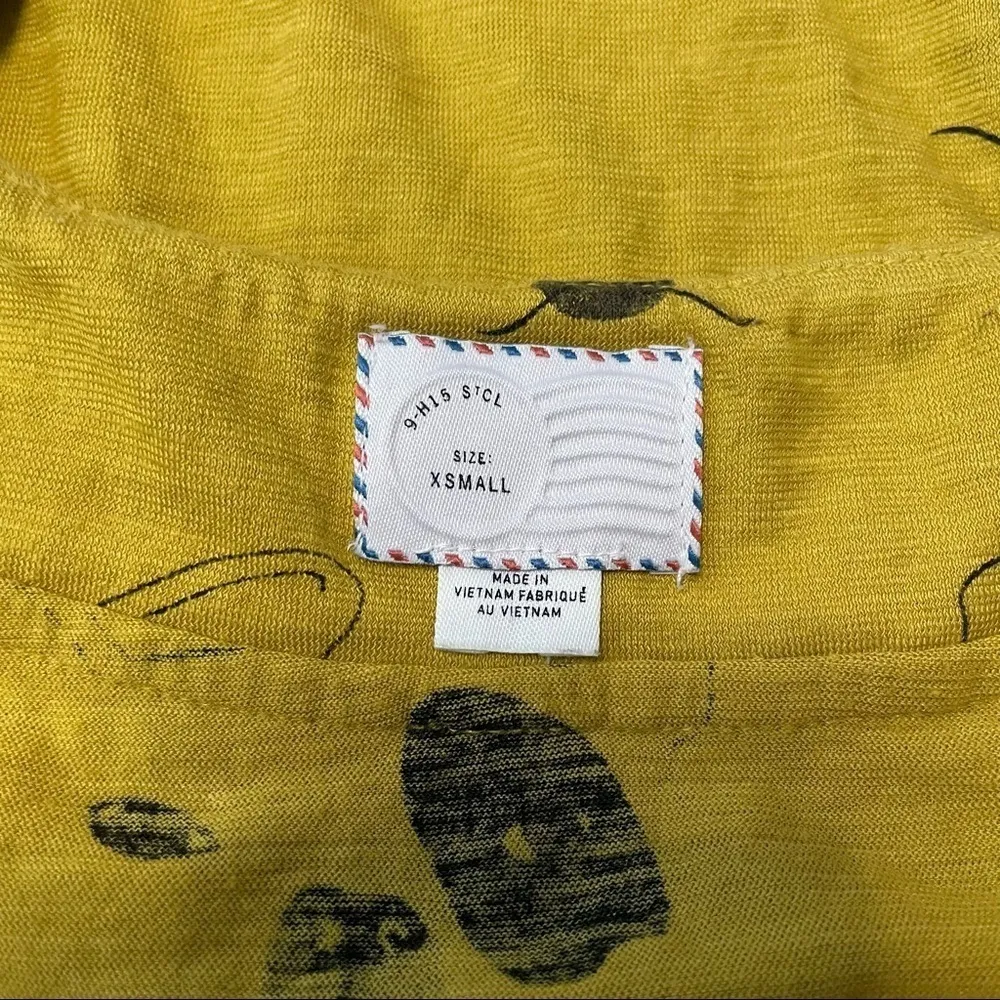 9-H15 STCL
SIZE:
XSMALL
MADE IN
VIETNAM FABRIQUÉ
AU VIETNAM